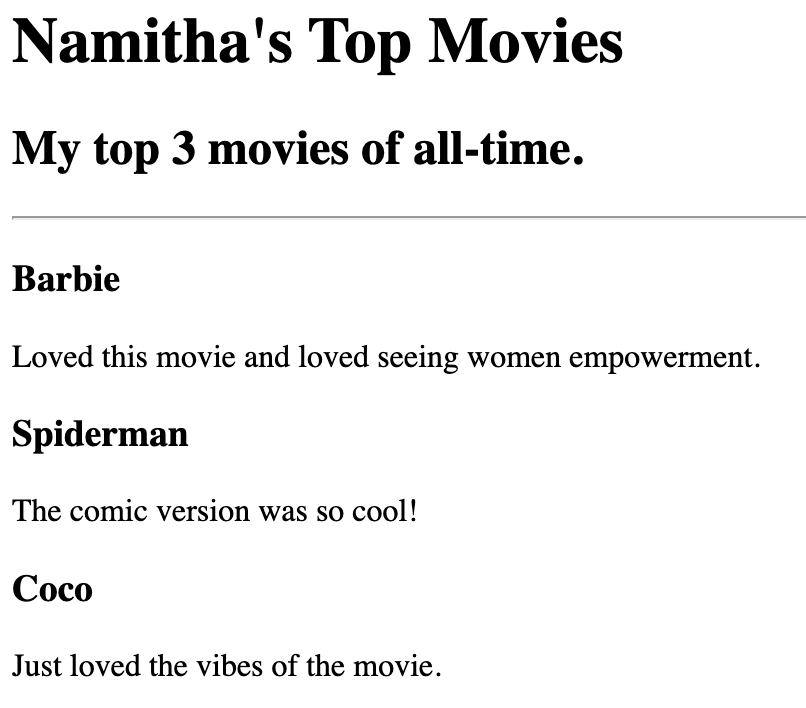 Namitha's Top Movies
My top 3 movies of all-time.
Barbie
Loved this movie and loved seeing women empowerment.
Spiderman
The comic version was so cool!
Coco
Just loved the vibes of the movie.